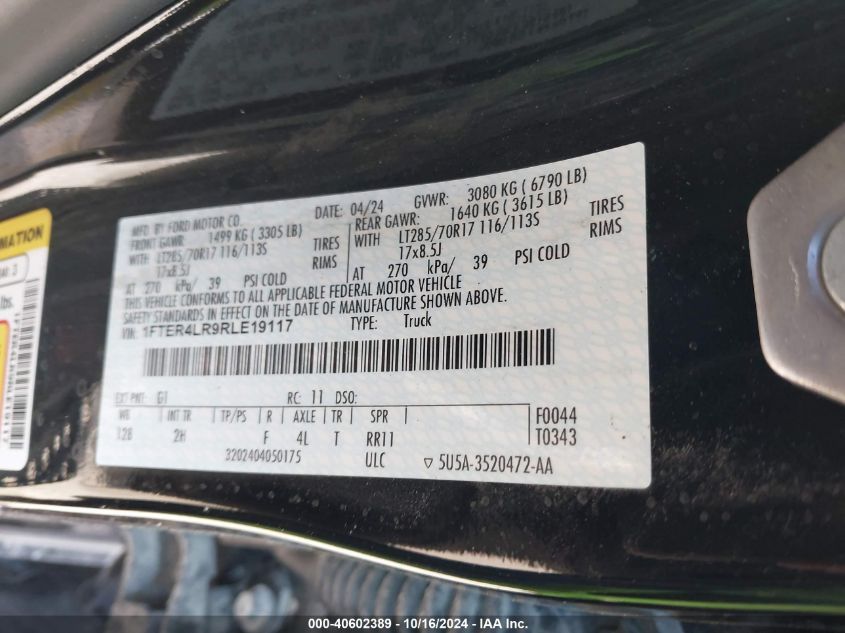 MATION
lbs.
MFD. BY FORD MOTOR CO.
DATE: 04/24 GVWR: 3080 KG ( 6790 LB)
FRONT GAWR: 1499 KG ( 3305 LB) REAR GAWR: 1640 KG ( 3615 LB)
WITH LT285/70R17 116/113S TIRES WITH LT285/70R17 116/113S TIRES
17x8.5J RIMS 17x8.5J RIMS
AT 270 kPa/ 39 PSI COLD AT 270 kPa/ 39 PSI COLD
THIS VEHICLE CONFORMS TO ALL APPLICABLE FEDERAL MOTOR VEHICLE
SAFETY STANDARDS IN EFFECT ON THE DATE OF MANUFACTURE SHOWN ABOVE.
VIN: 1FTER4LR9RLE19117 TYPE: Truck
EXT PNT: G1 RC: 11 DSO:
WB INT TR TP/PS R AXLE TR SPR F0044
128 2H F 4L T RR11 T0343
3202404050175 ULC ▽ 5U5A-3520472-AA
000-40602389 - 10/16/2024 - IAA Inc.